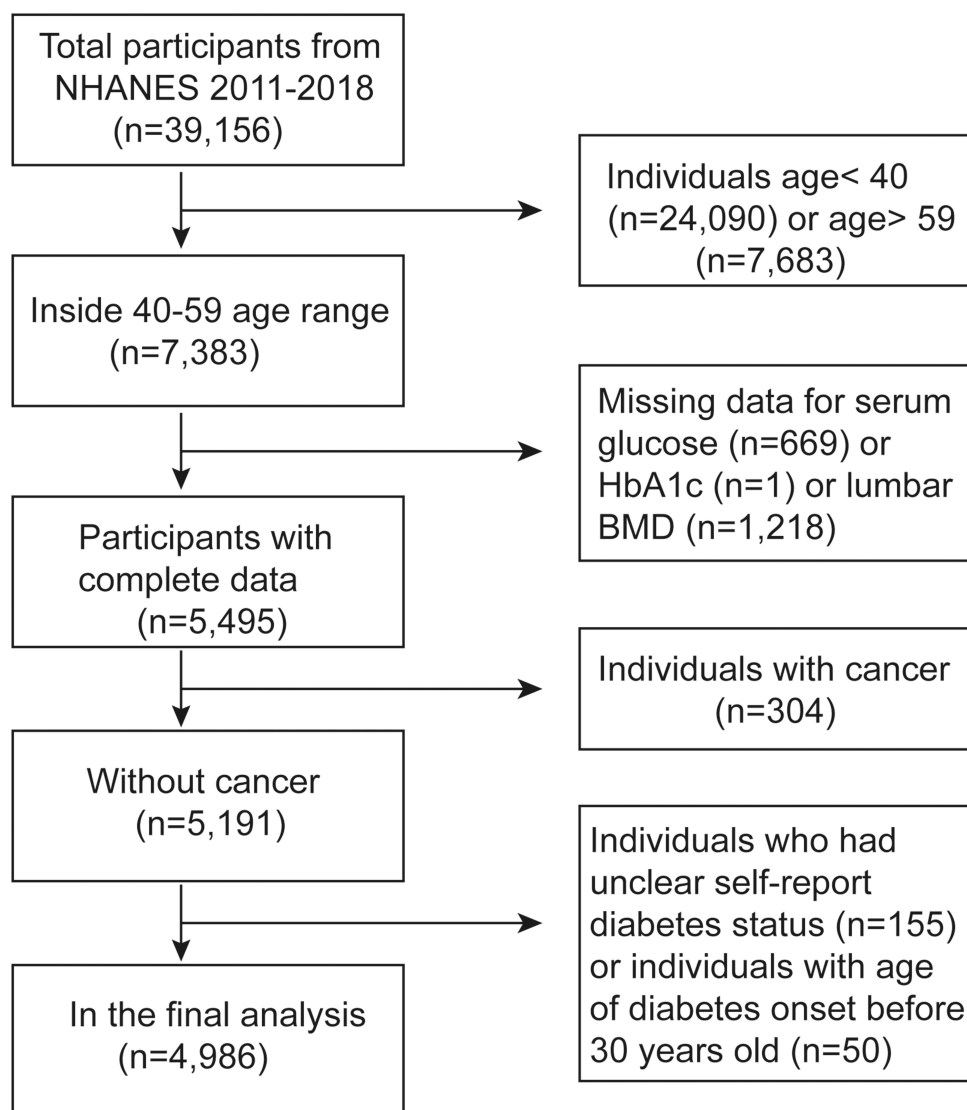 Total participants from
NHANES 2011-2018
(n=39,156)
Individuals age< 40
(n=24,090) or age> 59
(n=7,683)
Inside 40-59 age range
(n=7,383)
Missing data for serum
glucose (n=669) or
HbA1c (n=1) or lumbar
BMD (n=1,218)
Participants with
complete data
(n=5,495)
Individuals with cancer
(n=304)
Without cancer
(n=5,191)
Individuals who had
unclear self-report
diabetes status (n=155)
or individuals with age
of diabetes onset before
30 years old (n=50)
In the final analysis
(n=4,986)